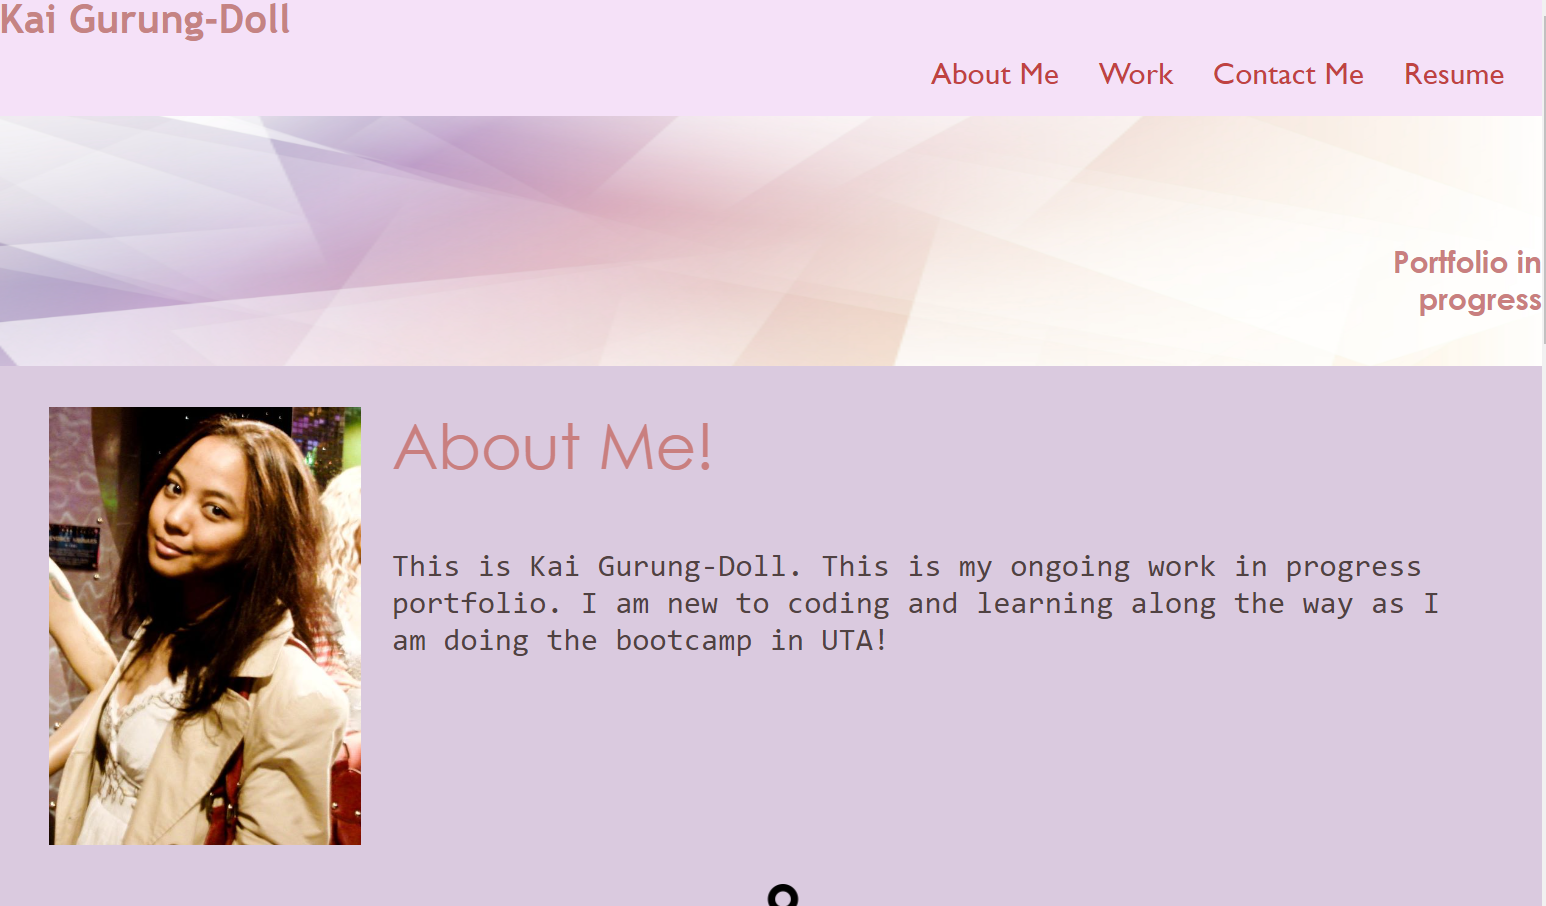 Kai Gurung-Doll
About Me Work Contact Me Resume
Portfolio in
progress
About Me!
This is Kai Gurung-Doll. This is my ongoing work in progress
portfolio. I am new to coding and learning along the way as I
am doing the bootcamp in UTA!